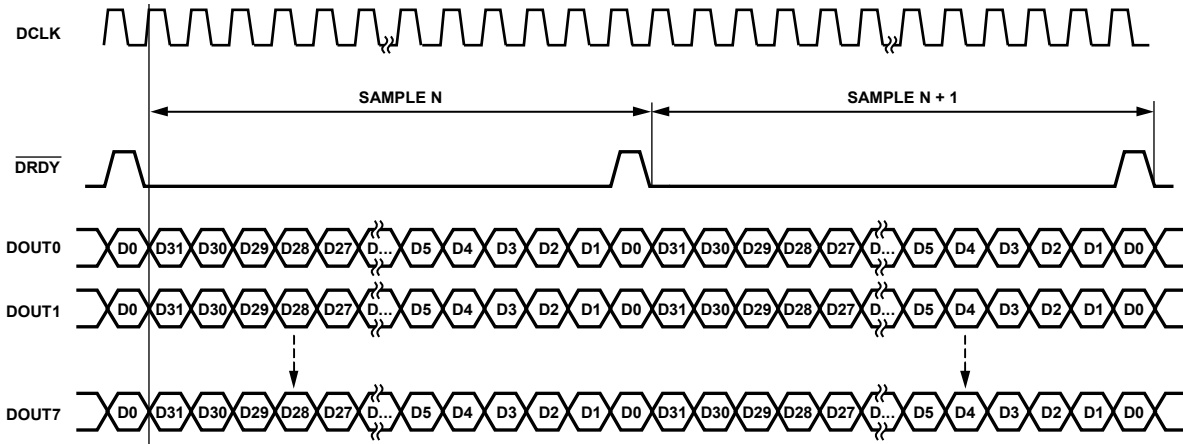 DCLK
SAMPLE N SAMPLE N + 1
DRDY
DOUT0 D0 D31 D30 D29 D28 D27 D... D5 D4 D3 D2 D1 D0 D31 D30 D29 D28 D27 D... D5 D4 D3 D2 D1 D0
DOUT1 D0 D31 D30 D29 D28 D27 D... D5 D4 D3 D2 D1 D0 D31 D30 D29 D28 D27 D... D5 D4 D3 D2 D1 D0
DOUT7 D0 D31 D30 D29 D28 D27 D... D5 D4 D3 D2 D1 D0 D31 D30 D29 D28 D27 D... D5 D4 D3 D2 D1 D0